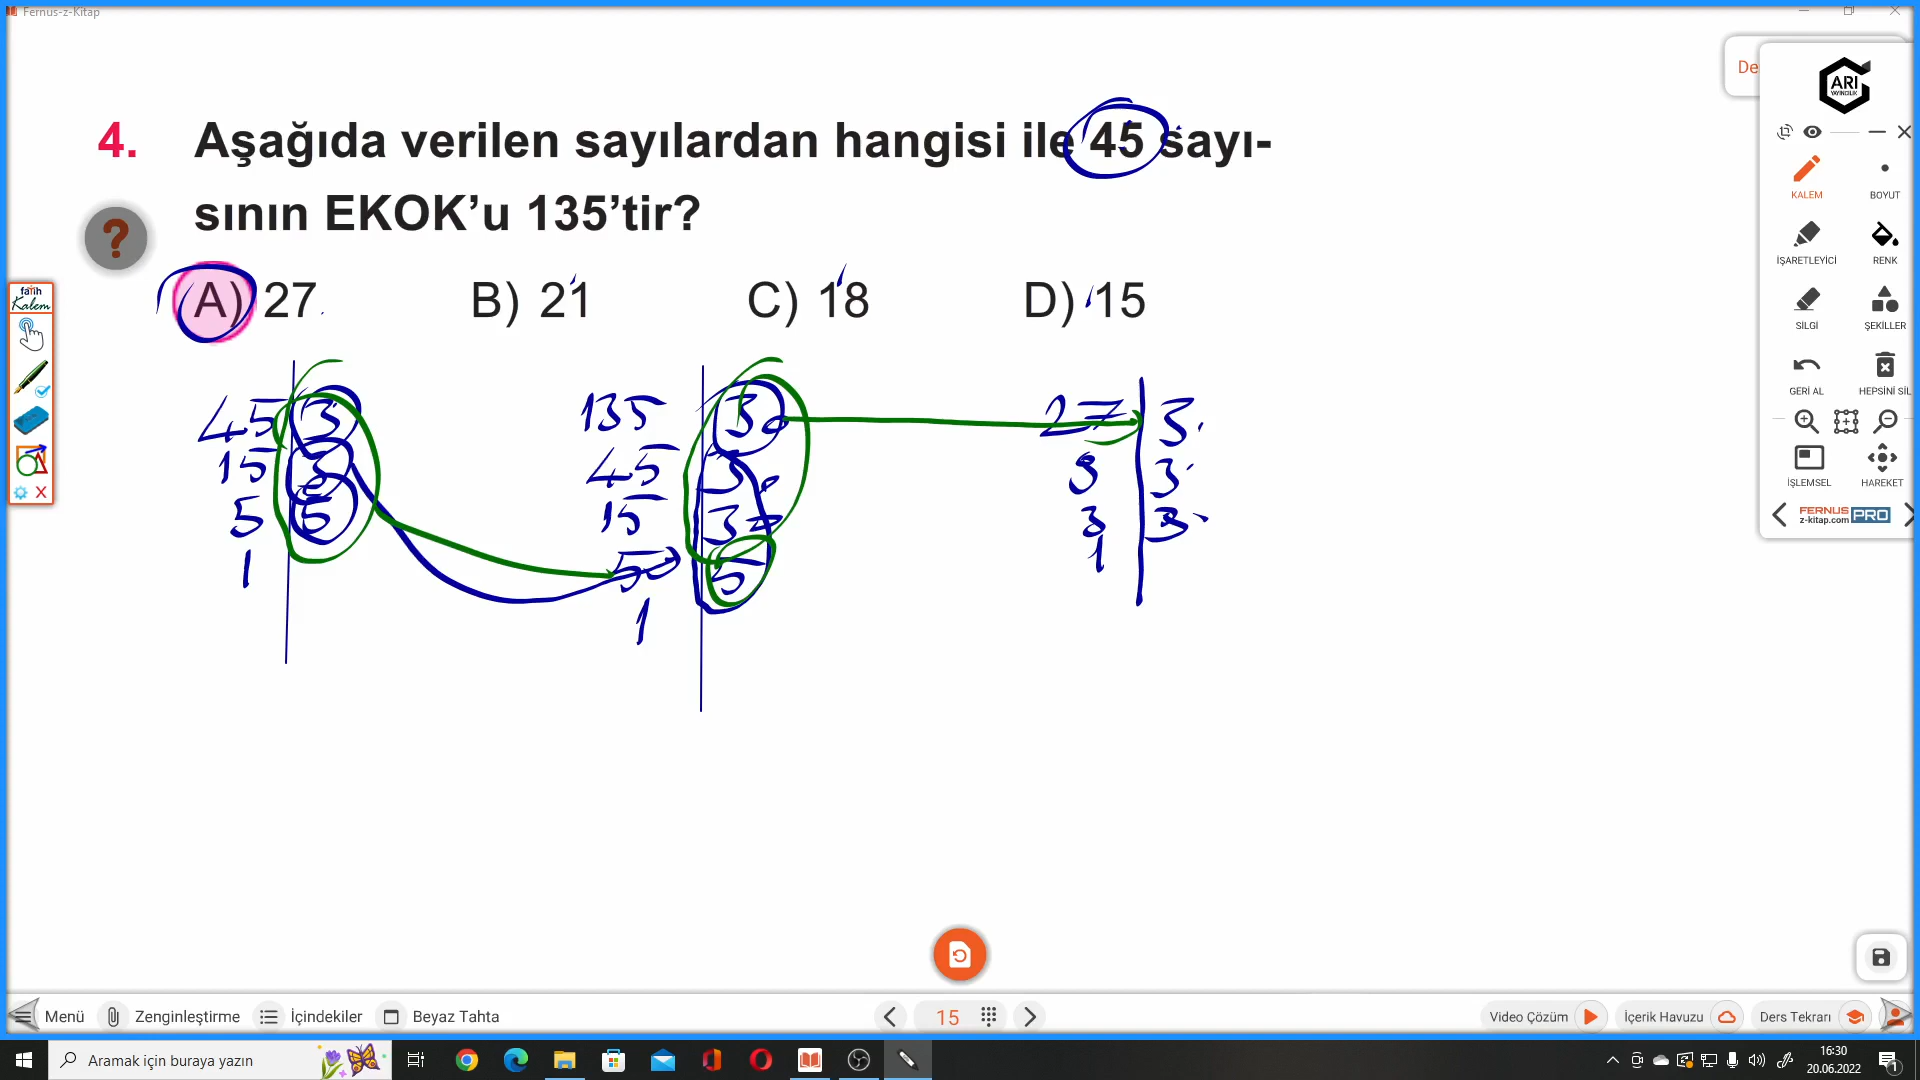 Fernus-z-Kitap
De
ARI
YAYINCILIK
4. Aşağıda verilen sayılardan hangisi ile 45 sayı-
sının EKOK'u 135'tir?
A) 27 B) 21 C) 18 D) 15
45 3
15 3
5 5
1
135 3
45 3
15 3
5 5
1
27 3
9 3
3 3
1
fatih
Kalem
KALEM BOYUT
İŞARETLEYİCİ RENK
SİLGİ ŞEKİLLER
GERİ AL HEPSİNİ SİL
İŞLEMSEL HAREKET
FERNUS
z-kitap.com PRO
Menü Zenginleştirme İçindekiler Beyaz Tahta 15 Video Çözüm İçerik Havuzu Ders Tekrarı
Aramak için buraya yazın
16:30
20.06.2022
1